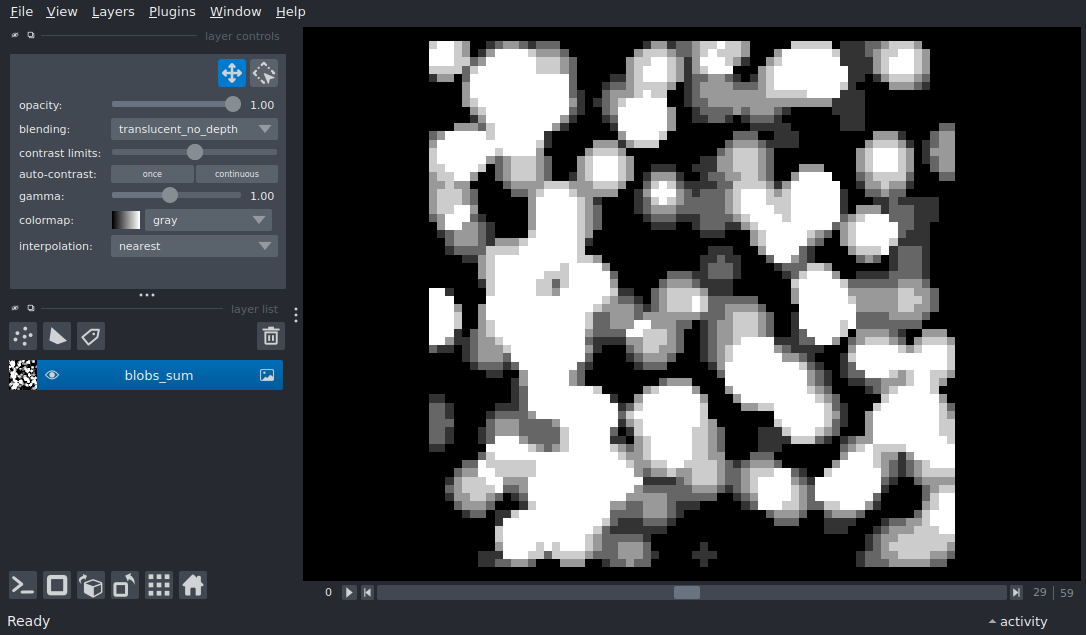 File View Layers Plugins Window Help
layer controls
opacity: 1.00
blending: translucent_no_depth
contrast limits:
auto-contrast: once continuous
gamma: 1.00
colormap: gray
interpolation: nearest
layer list
blobs_sum
0 29 | 59
Ready activity